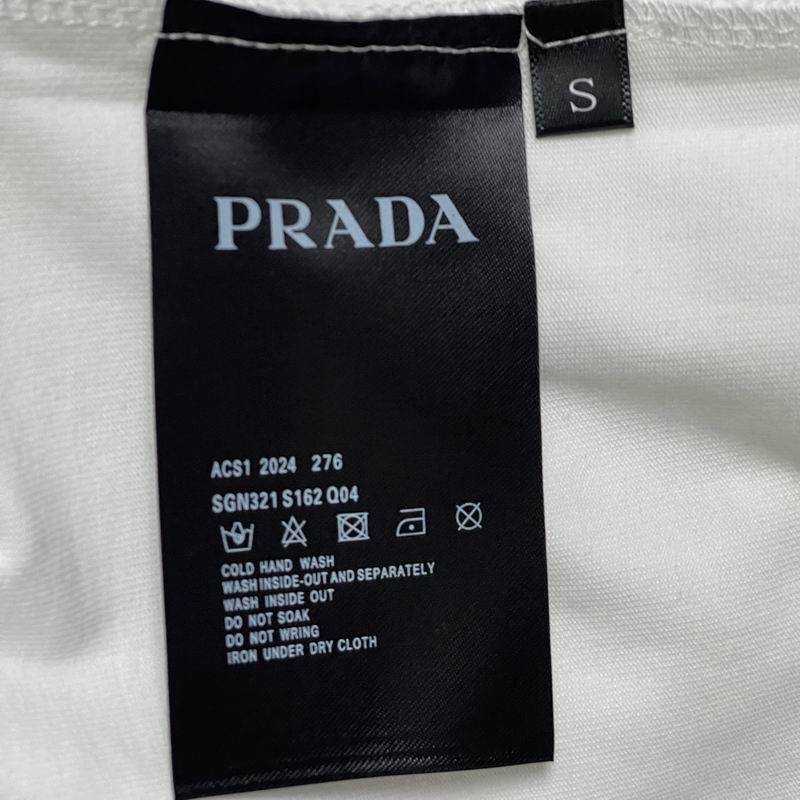 S
PRADA
ACS1 2024 276
SGN321 S162 Q04
COLD HAND WASH
WASH INSIDE-OUT AND SEPARATELY
WASH INSIDE OUT
DO NOT SOAK
DO NOT WRING
IRON UNDER DRY CLOTH